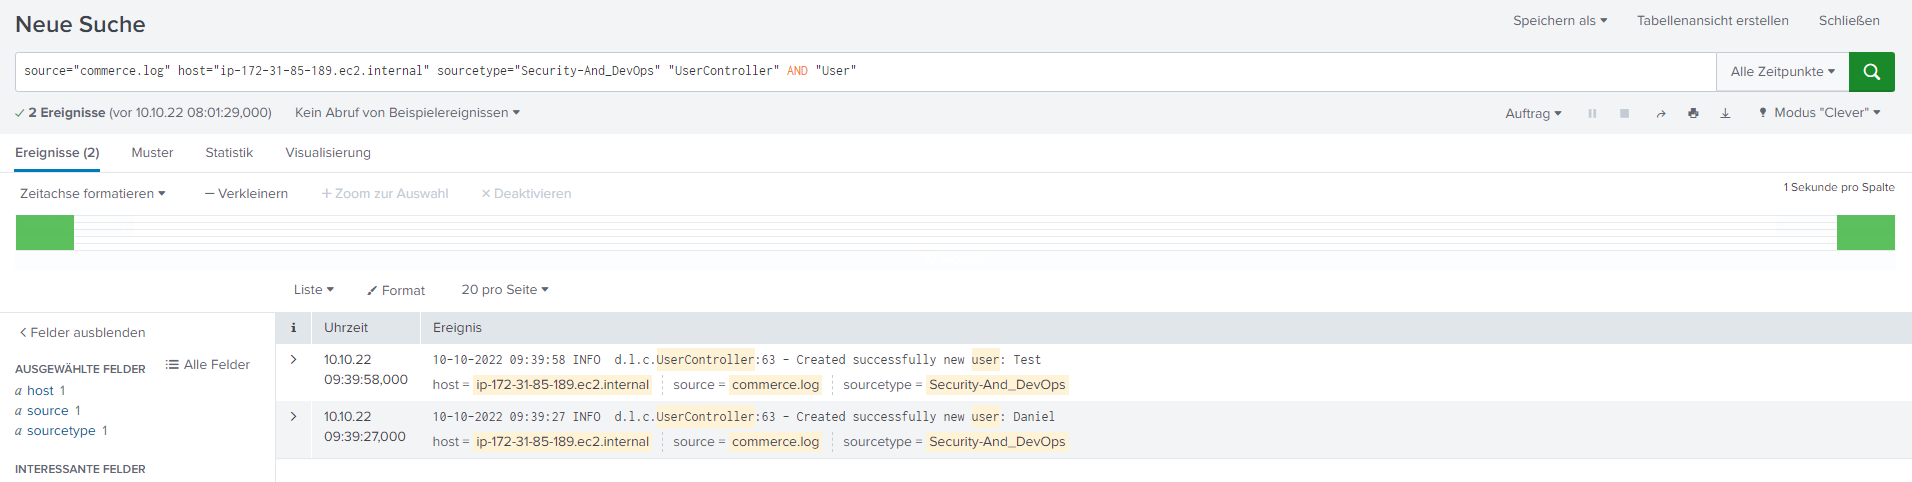 Neue Suche
Speichern als Tabellenansicht erstellen Schließen
source="commerce.log" host="ip-172-31-85-189.ec2.internal" sourcetype="Security-And_DevOps" "UserController" AND "User"
Alle Zeitpunkte
2 Ereignisse (vor 10.10.22 08:01:29,000) Kein Abruf von Beispielereignissen
Auftrag Modus "Clever"
Ereignisse (2) Muster Statistik Visualisierung
Zeitachse formatieren – Verkleinern + Zoom zur Auswahl × Deaktivieren
1 Sekunde pro Spalte
Liste Format 20 pro Seite
< Felder ausblenden
i Uhrzeit Ereignis
AUSGEWÄHLTE FELDER
Alle Felder
a host 1
a source 1
a sourcetype 1
INTERESSANTE FELDER
> 10.10.22 09:39:58,000
10-10-2022 09:39:58 INFO d.l.c.UserController:63 - Created successfully new user: Test
host = ip-172-31-85-189.ec2.internal source = commerce.log sourcetype = Security-And_DevOps
> 10.10.22 09:39:27,000
10-10-2022 09:39:27 INFO d.l.c.UserController:63 - Created successfully new user: Daniel
host = ip-172-31-85-189.ec2.internal source = commerce.log sourcetype = Security-And_DevOps